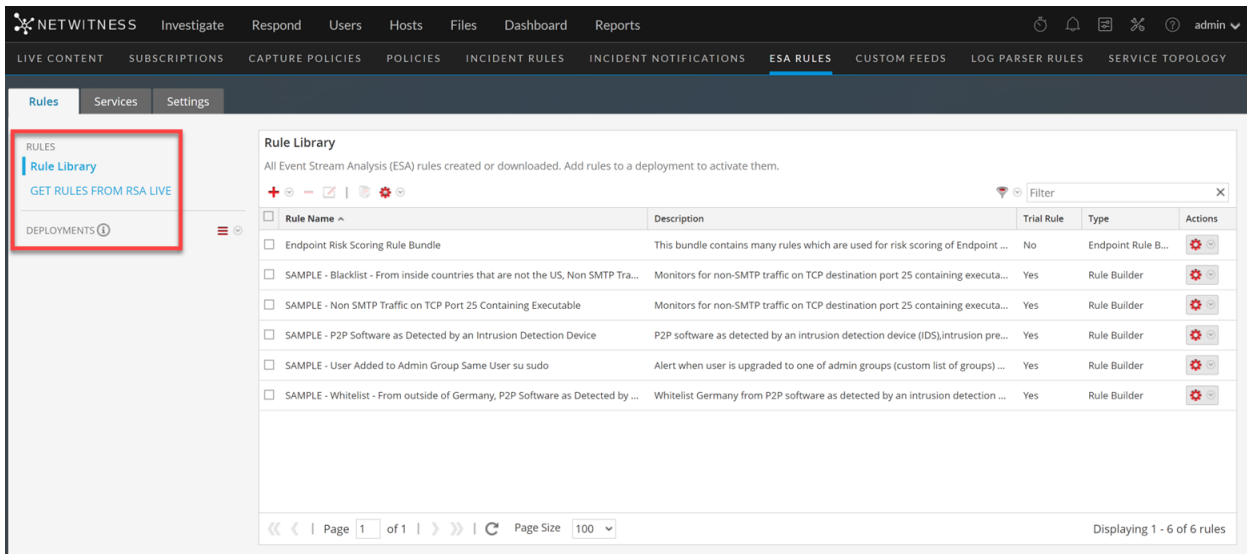 NETWITNESS Investigate Respond Users Hosts Files Dashboard Reports admin
LIVE CONTENT SUBSCRIPTIONS CAPTURE POLICIES POLICIES INCIDENT RULES INCIDENT NOTIFICATIONS ESA RULES CUSTOM FEEDS LOG PARSER RULES SERVICE TOPOLOGY
Rules Services Settings
RULES
Rule Library
GET RULES FROM RSA LIVE
DEPLOYMENTS
Rule Library
All Event Stream Analysis (ESA) rules created or downloaded. Add rules to a deployment to activate them.
Filter
Rule Name Description Trial Rule Type Actions
Endpoint Risk Scoring Rule Bundle This bundle contains many rules which are used for risk scoring of Endpoint ... No Endpoint Rule B...
SAMPLE - Blacklist - From inside countries that are not the US, Non SMTP Tra... Monitors for non-SMTP traffic on TCP destination port 25 containing executa... Yes Rule Builder
SAMPLE - Non SMTP Traffic on TCP Port 25 Containing Executable Monitors for non-SMTP traffic on TCP destination port 25 containing executa... Yes Rule Builder
SAMPLE - P2P Software as Detected by an Intrusion Detection Device P2P software as detected by an intrusion detection device (IDS),intrusion pre... Yes Rule Builder
SAMPLE - User Added to Admin Group Same User su sudo Alert when user is upgraded to one of admin groups (custom list of groups) ... Yes Rule Builder
SAMPLE - Whitelist - From outside of Germany, P2P Software as Detected by ... Whitelist Germany from P2P software as detected by an intrusion detection ... Yes Rule Builder
Page 1 of 1 Page Size 100 Displaying 1 - 6 of 6 rules